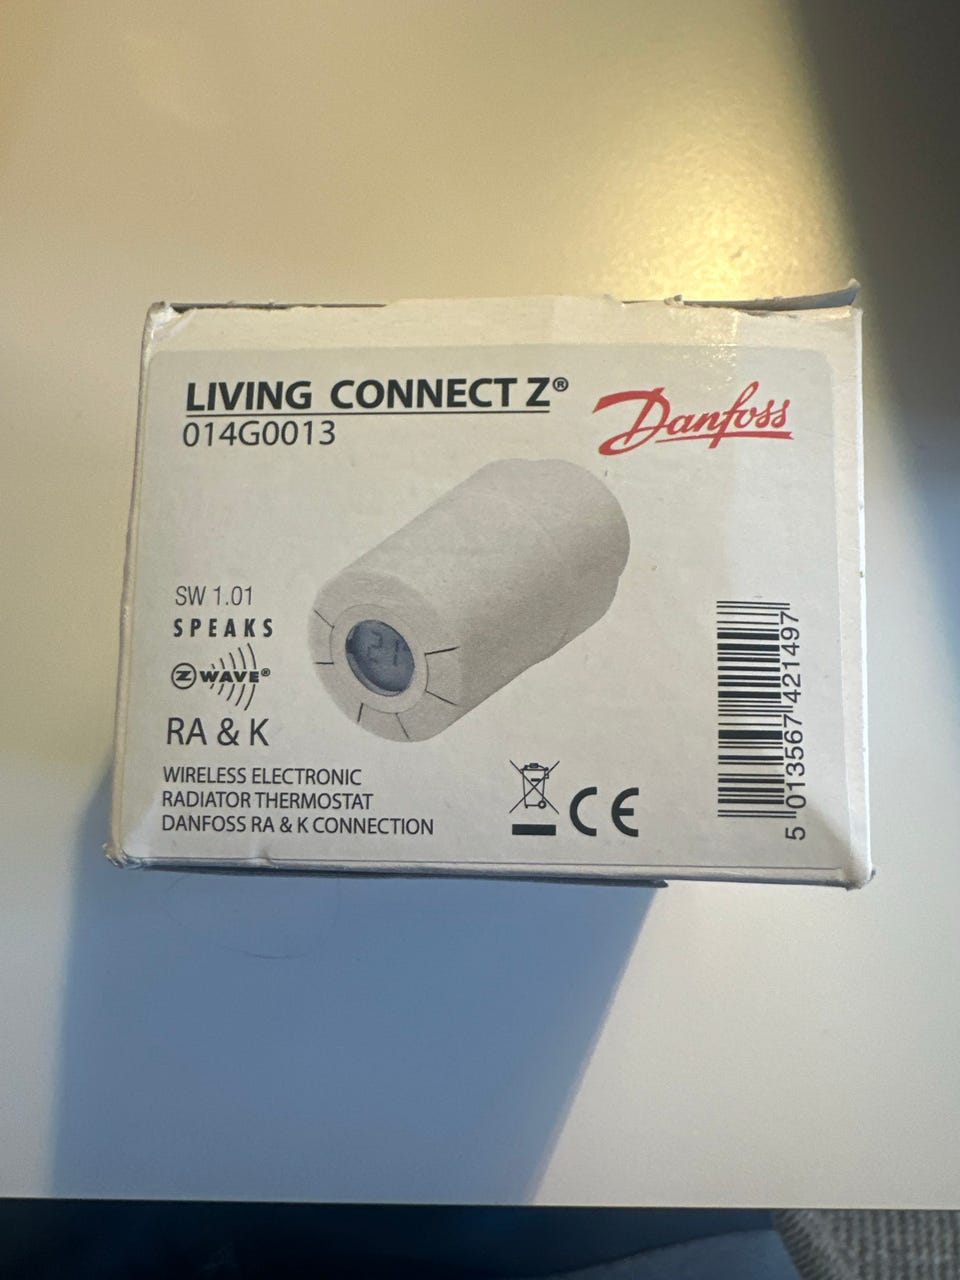 LIVING CONNECT Z®
014G0013
Danfoss
SW 1.01
SPEAKS
Z WAVE®
RA & K
WIRELESS ELECTRONIC
RADIATOR THERMOSTAT
DANFOSS RA & K CONNECTION
CE
5 013567 421497
21